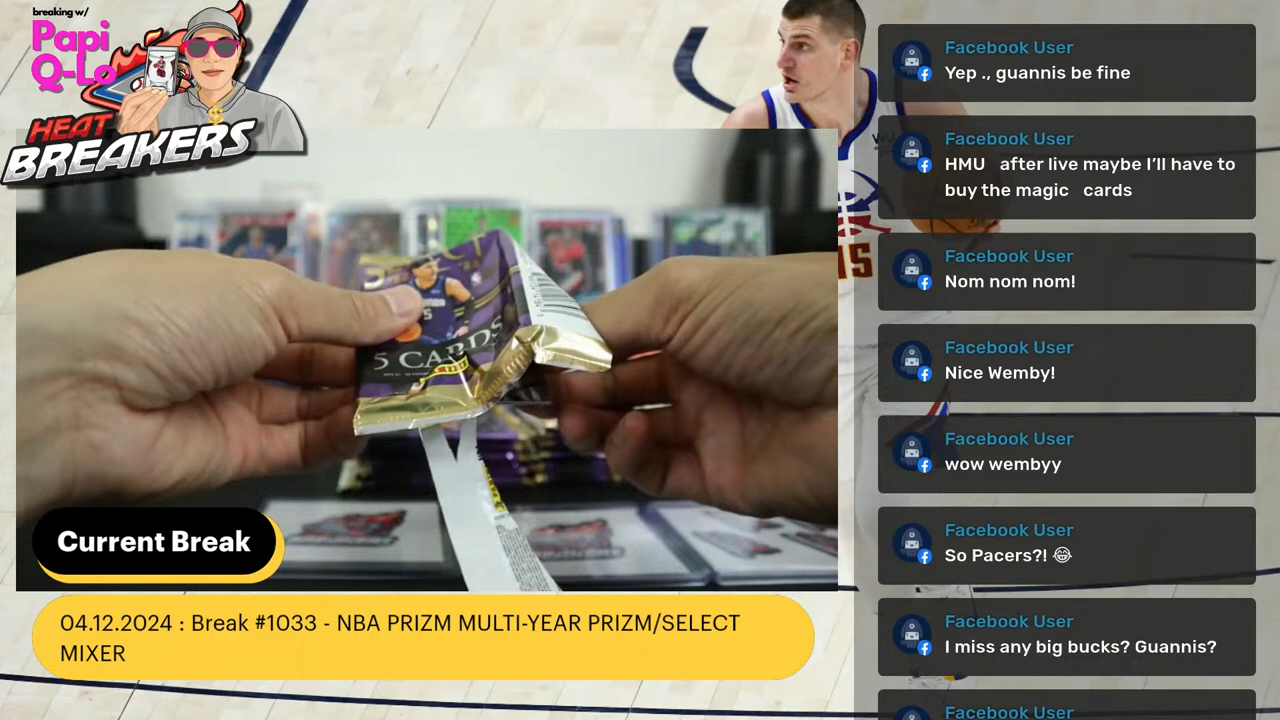 breaking w/
Papi
Q-Lo
HEAT
BREAKERS
5 CARDS
5
Current Break
04.12.2024 : Break #1033 - NBA PRIZM MULTI-YEAR PRIZM/SELECT
MIXER
Facebook User
Yep ., guannis be fine
Facebook User
HMU after live maybe I’ll have to
buy the magic cards
Facebook User
Nom nom nom!
Facebook User
Nice Wemby!
Facebook User
wow wembyy
Facebook User
So Pacers?! 😂
Facebook User
I miss any big bucks? Guannis?
Facebook User
15